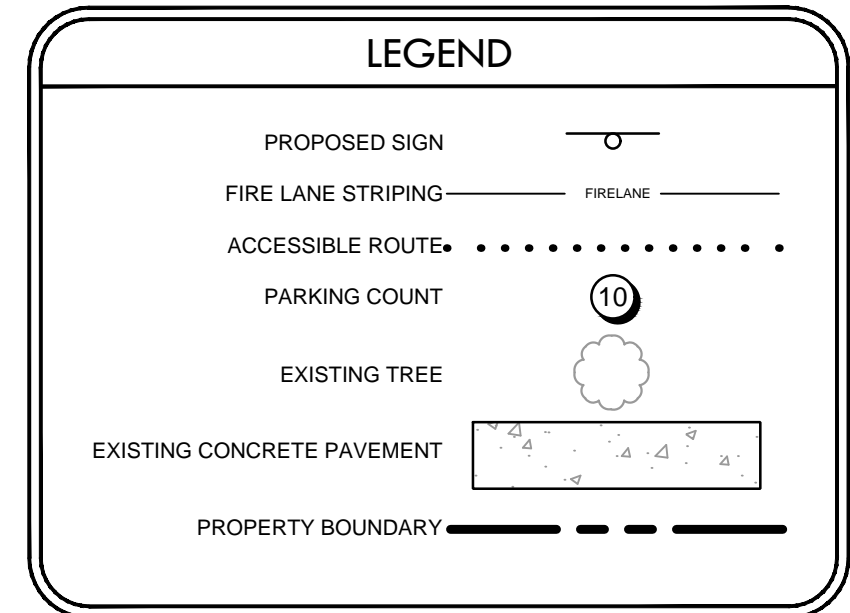 LEGEND
PROPOSED SIGN
FIRE LANE STRIPING FIRELANE
ACCESSIBLE ROUTE
PARKING COUNT 10
EXISTING TREE
EXISTING CONCRETE PAVEMENT
PROPERTY BOUNDARY